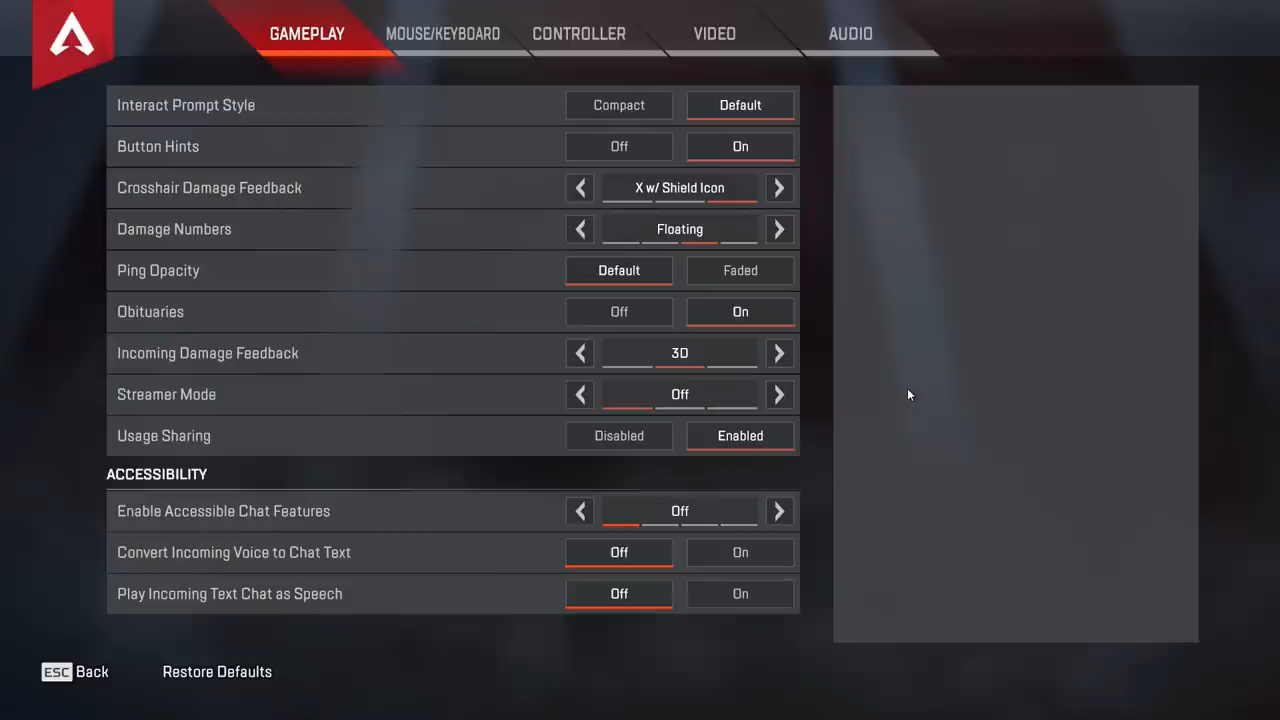 GAMEPLAY MOUSE/KEYBOARD CONTROLLER VIDEO AUDIO
Interact Prompt Style Compact Default
Button Hints Off On
Crosshair Damage Feedback X w/ Shield Icon
Damage Numbers Floating
Ping Opacity Default Faded
Obituaries Off On
Incoming Damage Feedback 3D
Streamer Mode Off
Usage Sharing Disabled Enabled
ACCESSIBILITY
Enable Accessible Chat Features Off
Convert Incoming Voice to Chat Text Off On
Play Incoming Text Chat as Speech Off On
ESC Back Restore Defaults